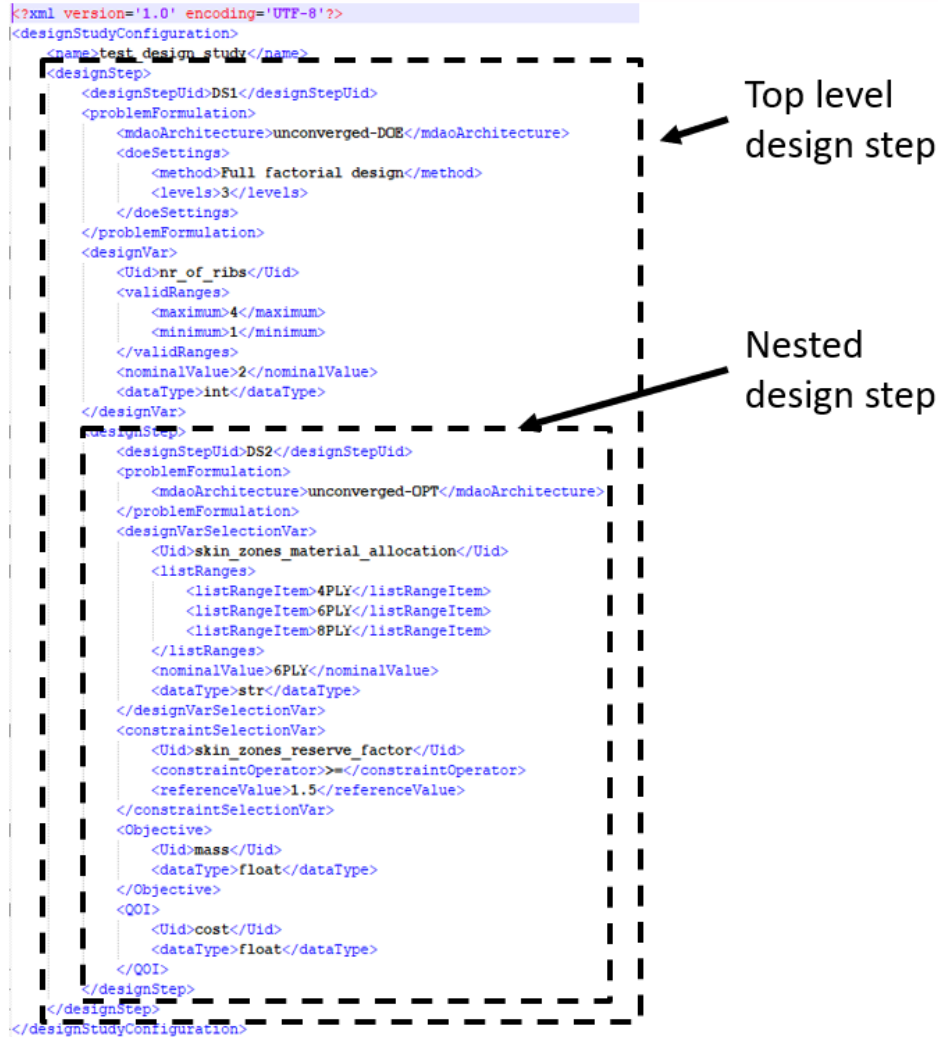 <?xml version='1.0' encoding='UTF-8'?>
<designStudyConfiguration>
<name>test_design_study</name>
<designStep>
<designStepUid>DS1</designStepUid>
<problemFormulation>
<mdaoArchitecture>unconverged-DOE</mdaoArchitecture>
<doeSettings>
<method>Full factorial design</method>
<levels>3</levels>
</doeSettings>
</problemFormulation>
<designVar>
<Uid>nr_of_ribs</Uid>
<validRanges>
<maximum>4</maximum>
<minimum>1</minimum>
</validRanges>
<nominalValue>2</nominalValue>
<dataType>int</dataType>
</designVar>
<designStep>
<designStepUid>DS2</designStepUid>
<problemFormulation>
<mdaoArchitecture>unconverged-OPT</mdaoArchitecture>
</problemFormulation>
<designVarSelectionVar>
<Uid>skin_zones_material_allocation</Uid>
<listRanges>
<listRangeItem>4PLY</listRangeItem>
<listRangeItem>6PLY</listRangeItem>
<listRangeItem>8PLY</listRangeItem>
</listRanges>
<nominalValue>6PLY</nominalValue>
<dataType>str</dataType>
</designVarSelectionVar>
<constraintSelectionVar>
<Uid>skin_zones_reserve_factor</Uid>
<constraintOperator>>=</constraintOperator>
<referenceValue>1.5</referenceValue>
</constraintSelectionVar>
<Objective>
<Uid>mass</Uid>
<dataType>float</dataType>
</Objective>
<QOI>
<Uid>cost</Uid>
<dataType>float</dataType>
</QOI>
</designStep>
</designStep>
</designStudyConfiguration>
Top level
design step
Nested
design step